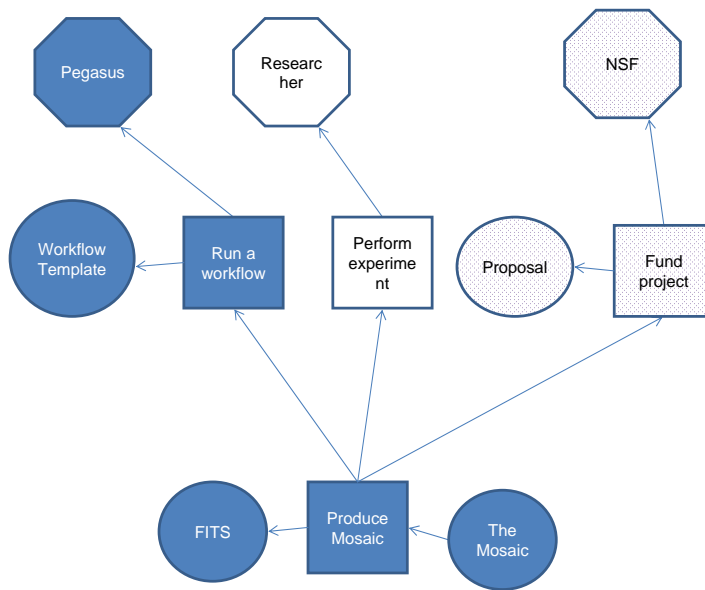 Pegasus
Researc
her
NSF
Workflow
Template
Run a
workflow
Perform
experime
nt
Proposal
Fund
project
FITS
Produce
Mosaic
The
Mosaic